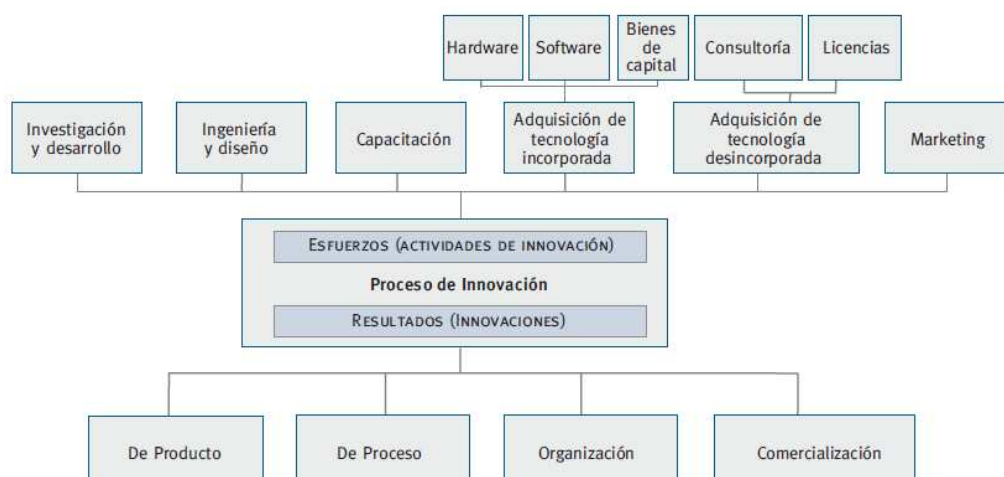 Hardware
Software
Bienes
de
capital
Consultoría
Licencias
Investigación
y desarrollo
Ingeniería
y diseño
Capacitación
Adquisición de
tecnología
incorporada
Adquisición de
tecnología
desincorporada
Marketing
ESFUERZOS (ACTIVIDADES DE INNOVACIÓN)
Proceso de Innovación
RESULTADOS (INNOVACIONES)
De Producto
De Proceso
Organización
Comercialización